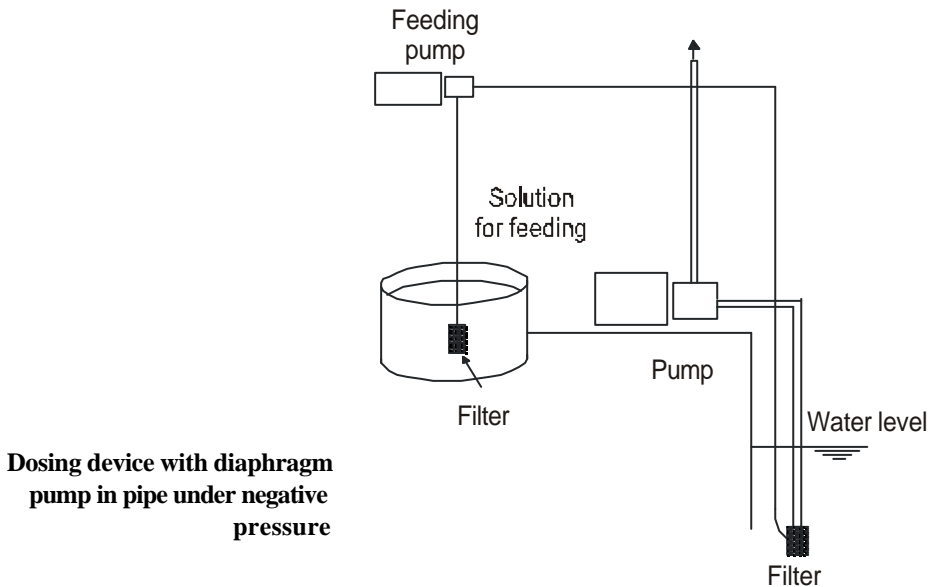 Feeding
pump
Solution
for feeding
Pump
Filter
Water level
Dosing device with diaphragm
pump in pipe under negative
pressure
Filter